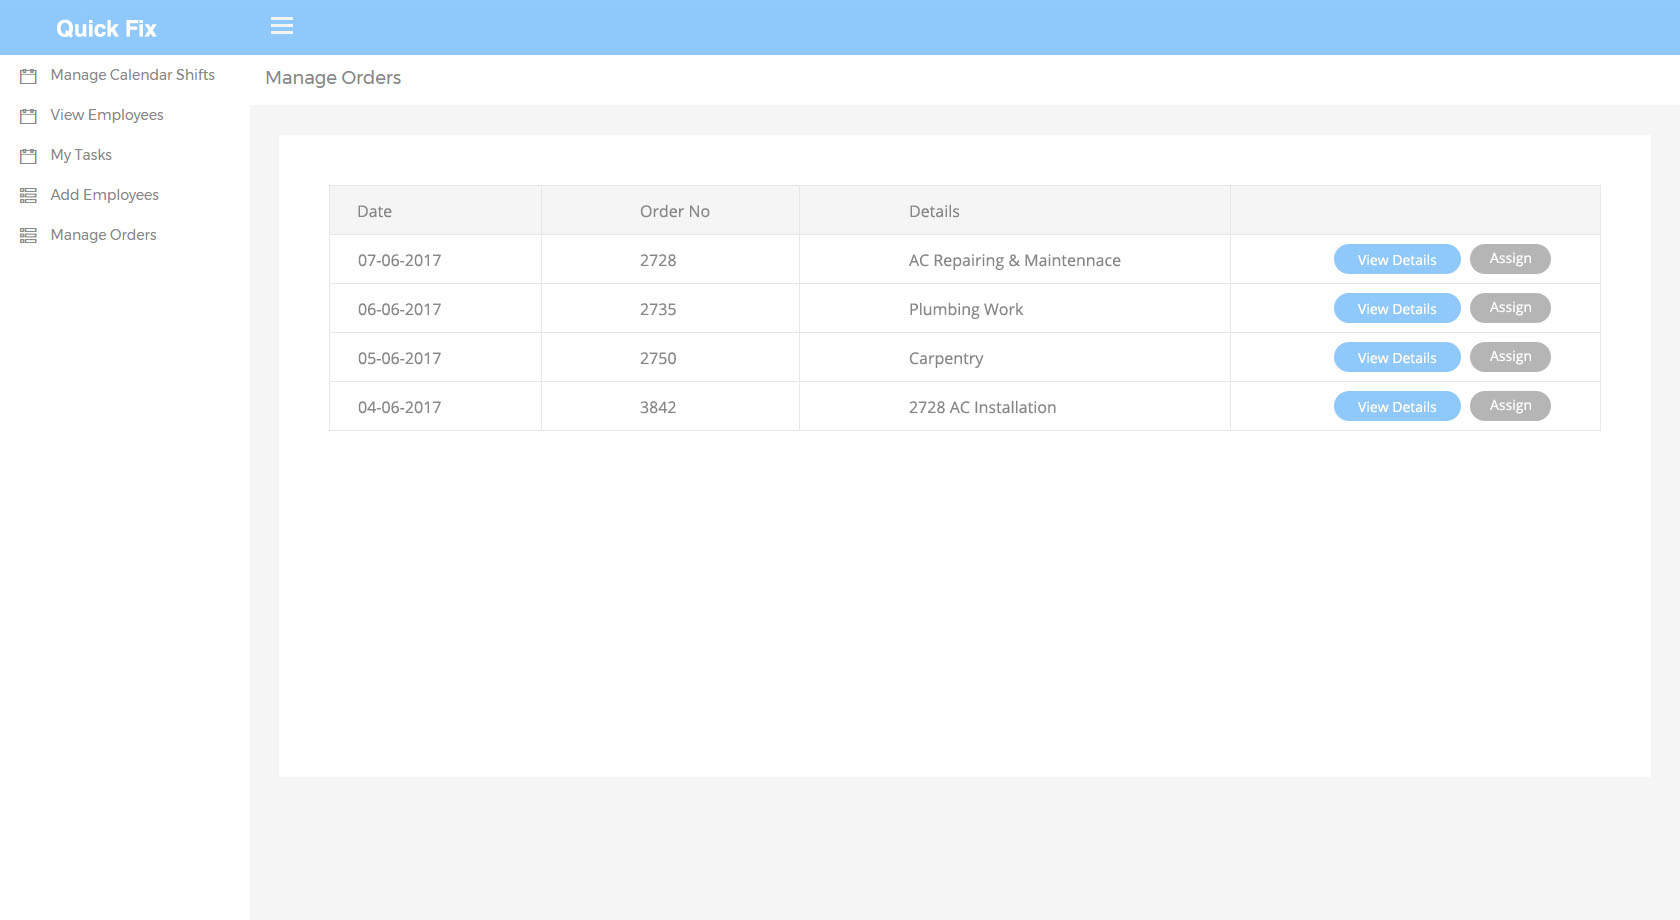 Quick Fix
Manage Calendar Shifts
View Employees
My Tasks
Add Employees
Manage Orders
Manage Orders
Date Order No Details
07-06-2017 2728 AC Repairing & Maintennace View Details Assign
06-06-2017 2735 Plumbing Work View Details Assign
05-06-2017 2750 Carpentry View Details Assign
04-06-2017 3842 2728 AC Installation View Details Assign